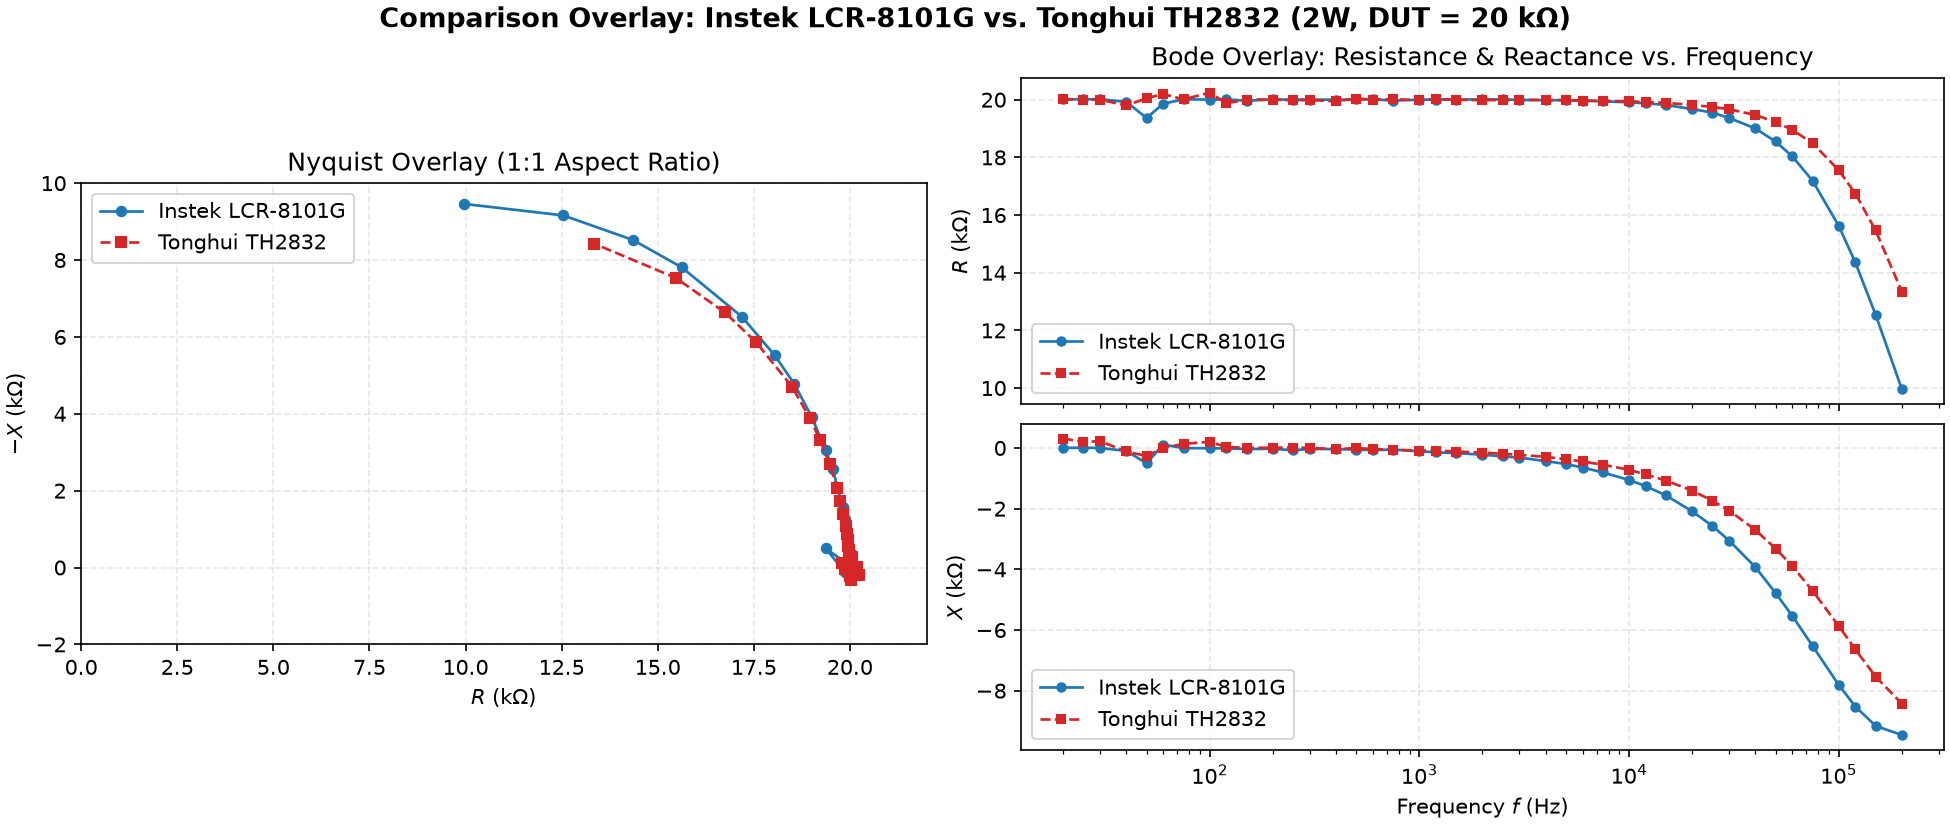 Comparison Overlay: Instek LCR-8101G vs. Tonghui TH2832 (2W, DUT = 20 kΩ)
Nyquist Overlay (1:1 Aspect Ratio)
10
8
6
4
2
0
−2
−X (kΩ)
Instek LCR-8101G
Tonghui TH2832
0.0 2.5 5.0 7.5 10.0 12.5 15.0 17.5 20.0
R (kΩ)
Bode Overlay: Resistance & Reactance vs. Frequency
20
18
16
14
12
10
R (kΩ)
Instek LCR-8101G
Tonghui TH2832
0
−2
−4
−6
−8
X (kΩ)
Instek LCR-8101G
Tonghui TH2832
10² 10³ 10⁴ 10⁵
Frequency f (Hz)